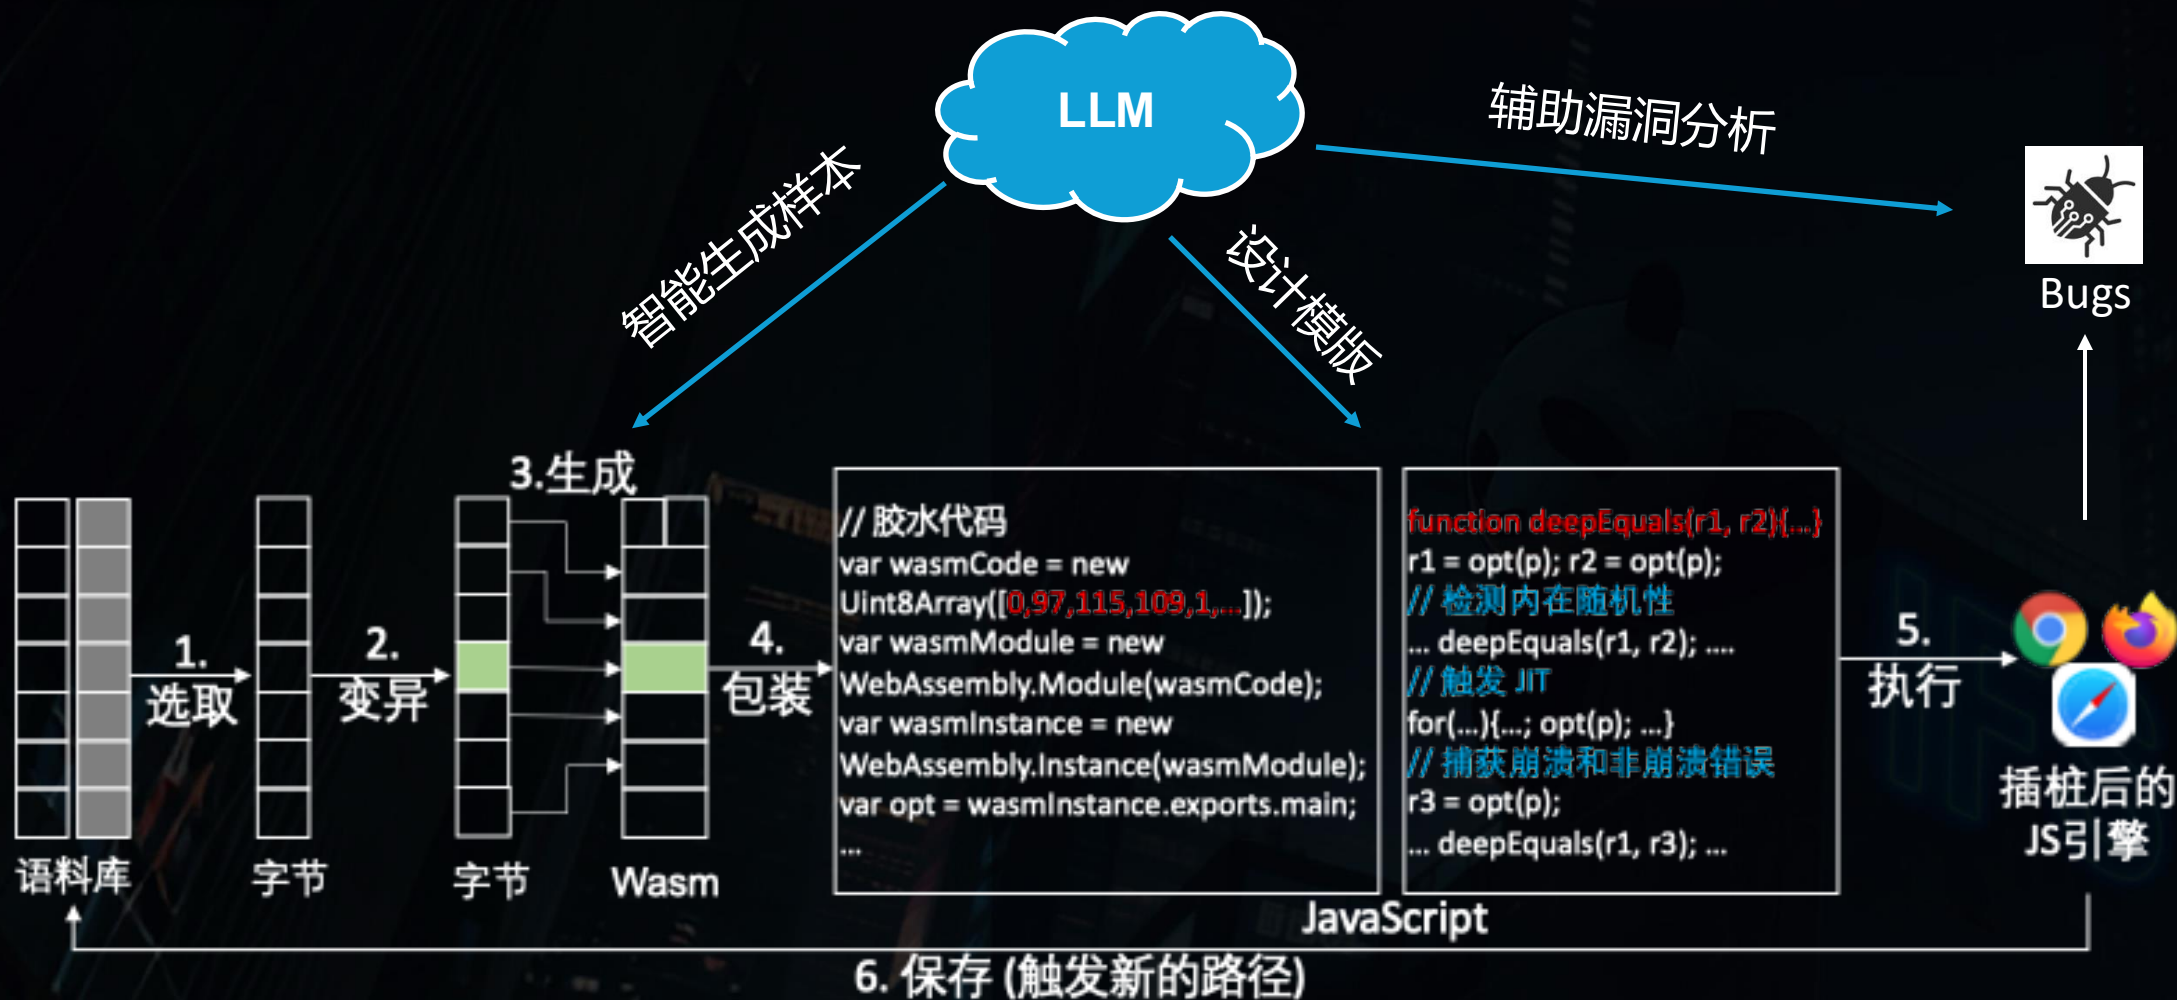 LLM
辅助漏洞分析
智能生成样本
设计模版
Bugs
3.生成
1.
选取
2.
变异
4.
包装
// 胶水代码
var wasmCode = new
Uint8Array([0,97,115,109,1,...]);
var wasmModule = new
WebAssembly.Module(wasmCode);
var wasmInstance = new
WebAssembly.Instance(wasmModule);
var opt = wasmInstance.exports.main;
...
function deepEquals(r1, r2){...}
r1 = opt(p); r2 = opt(p);
// 检测内在随机性
... deepEquals(r1, r2); ....
// 触发 JIT
for(...){...; opt(p); ...}
// 捕获崩溃和非崩溃错误
r3 = opt(p);
... deepEquals(r1, r3); ...
5.
执行
插桩后的
JS引擎
语料库
字节
字节
Wasm
JavaScript
6. 保存 (触发新的路径)